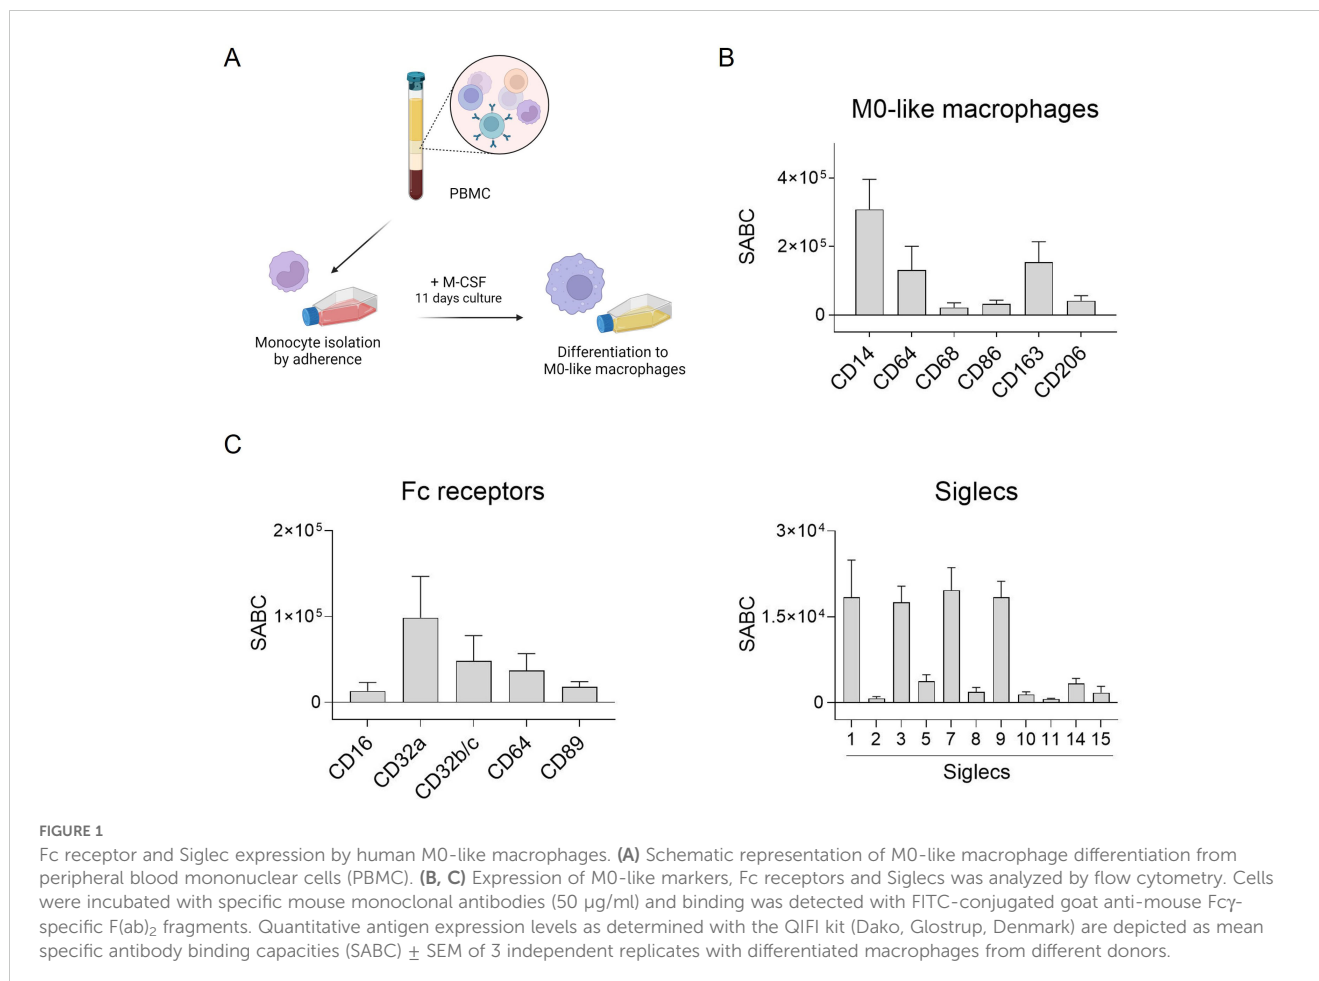 A
PBMC
Monocyte isolation
by adherence
+ M-CSF
11 days culture
Differentiation to
M0-like macrophages
B
M0-like macrophages
SABC
4×10⁵
2×10⁵
0
CD14
CD64
CD68
CD86
CD163
CD206
C
Fc receptors
SABC
2×10⁵
1×10⁵
0
CD16
CD32a
CD32b/c
CD64
CD89
Siglecs
SABC
3×10⁴
1.5×10⁴
0
1 2 3 5 7 8 9 10 11 14 15
Siglecs
FIGURE 1
Fc receptor and Siglec expression by human M0-like macrophages. (A) Schematic representation of M0-like macrophage differentiation from
peripheral blood mononuclear cells (PBMC). (B, C) Expression of M0-like markers, Fc receptors and Siglecs was analyzed by flow cytometry. Cells
were incubated with specific mouse monoclonal antibodies (50 µg/ml) and binding was detected with FITC-conjugated goat anti-mouse Fcγ-
specific F(ab)₂ fragments. Quantitative antigen expression levels as determined with the QIFI kit (Dako, Glostrup, Denmark) are depicted as mean
specific antibody binding capacities (SABC) ± SEM of 3 independent replicates with differentiated macrophages from different donors.